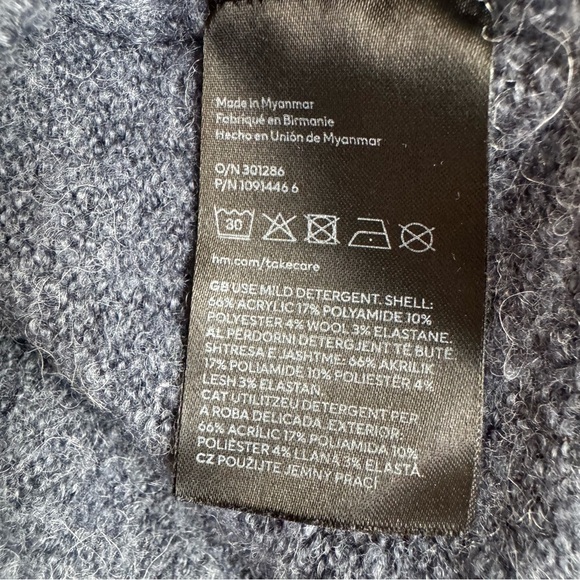 Made in Myanmar
Fabriqué en Birmanie
Hecho en Unión de Myanmar
O/N 301286
P/N 1091446 6
30
hm.com/takecare
GB USE MILD DETERGENT. SHELL:
66% ACRYLIC 17% POLYAMIDE 10%
POLYESTER 4% WOOL 3% ELASTANE.
AL PËRDORNI DETERGJENT TË BUTË.
SHTRESA E JASHTME: 66% AKRILIK
17% POLIAMIDE 10% POLIESTËR 4%
LESH 3% ELASTAN.
CAT UTILITZEU DETERGENT PER
A ROBA DELICADA. EXTERIOR:
66% ACRÍLIC 17% POLIAMIDA 10%
POLIÈSTER 4% LLANA 3% ELASTÀ.
CZ POUŽIJTE JEMNÝ PRACÍ